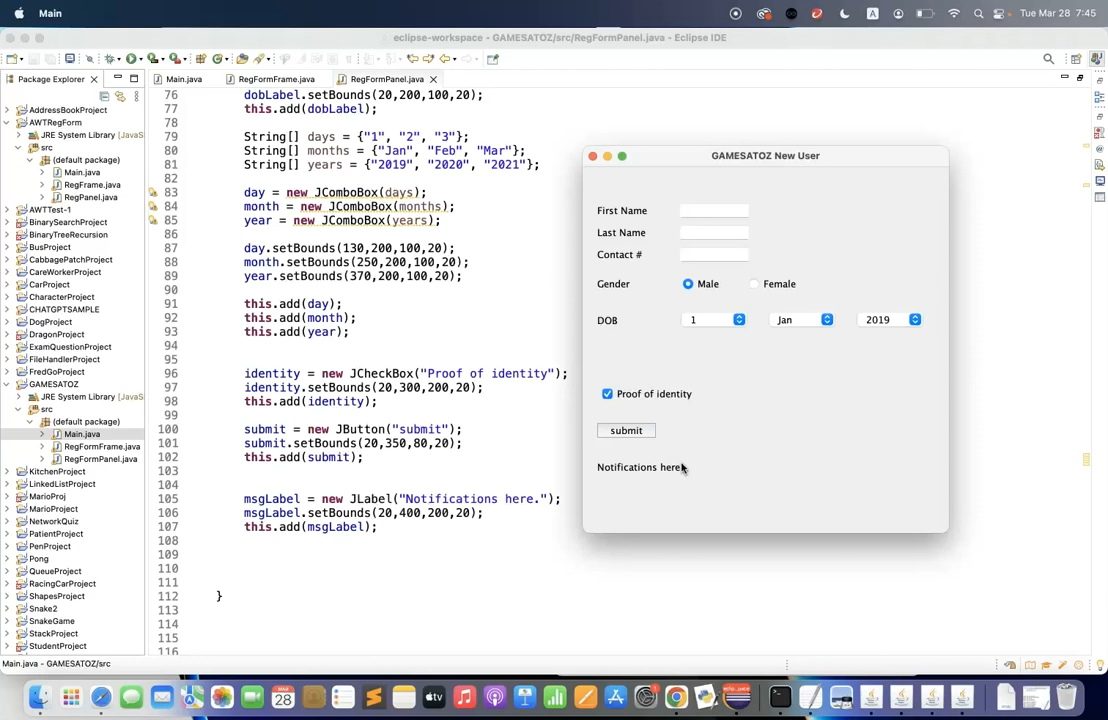 Main
Tue Mar 28 7:45
eclipse-workspace - GAMESATOZ/src/RegFormPanel.java - Eclipse IDE
Package Explorer
Main.java
RegFormFrame.java
RegFormPanel.java
AddressBookProject
AWTRegForm
JRE System Library [JavaS
src
(default package)
Main.java
RegFrame.java
RegPanel.java
AWTTest-1
BinarySearchProject
BinaryTreeRecursion
BusProject
CabbagePatchProject
CareWorkerProject
CarProject
CharacterProject
CHATGPTSAMPLE
DogProject
DragonProject
ExamQuestionProject
FileHandlerProject
FredGoProject
GAMESATOZ
JRE System Library [JavaS
src
(default package)
Main.java
RegFormFrame.java
RegFormPanel.java
KitchenProject
LinkedListProject
MarioProj
MarioProject
NetworkQuiz
PatientProject
PenProject
Pong
QueueProject
RacingCarProject
ShapesProject
Snake2
SnakeGame
StackProject
StudentProject
76 dobLabel.setBounds(20,200,100,20);
77 this.add(dobLabel);
78
79 String[] days = {"1", "2", "3"};
80 String[] months = {"Jan", "Feb", "Mar"};
81 String[] years = {"2019", "2020", "2021"};
82
83 day = new JComboBox(days);
84 month = new JComboBox(months);
85 year = new JComboBox(years);
86
87 day.setBounds(130,200,100,20);
88 month.setBounds(250,200,100,20);
89 year.setBounds(370,200,100,20);
90
91 this.add(day);
92 this.add(month);
93 this.add(year);
94
95
96 identity = new JCheckBox("Proof of identity");
97 identity.setBounds(20,300,200,20);
98 this.add(identity);
99
100 submit = new JButton("submit");
101 submit.setBounds(20,350,80,20);
102 this.add(submit);
103
104
105 msgLabel = new JLabel("Notifications here.");
106 msgLabel.setBounds(20,400,200,20);
107 this.add(msgLabel);
108
109
110
111
112 }
113
114
115
116
GAMESATOZ New User
First Name
Last Name
Contact #
Gender Male Female
DOB 1 Jan 2019
Proof of identity
submit
Notifications here
Main.java - GAMESATOZ/src